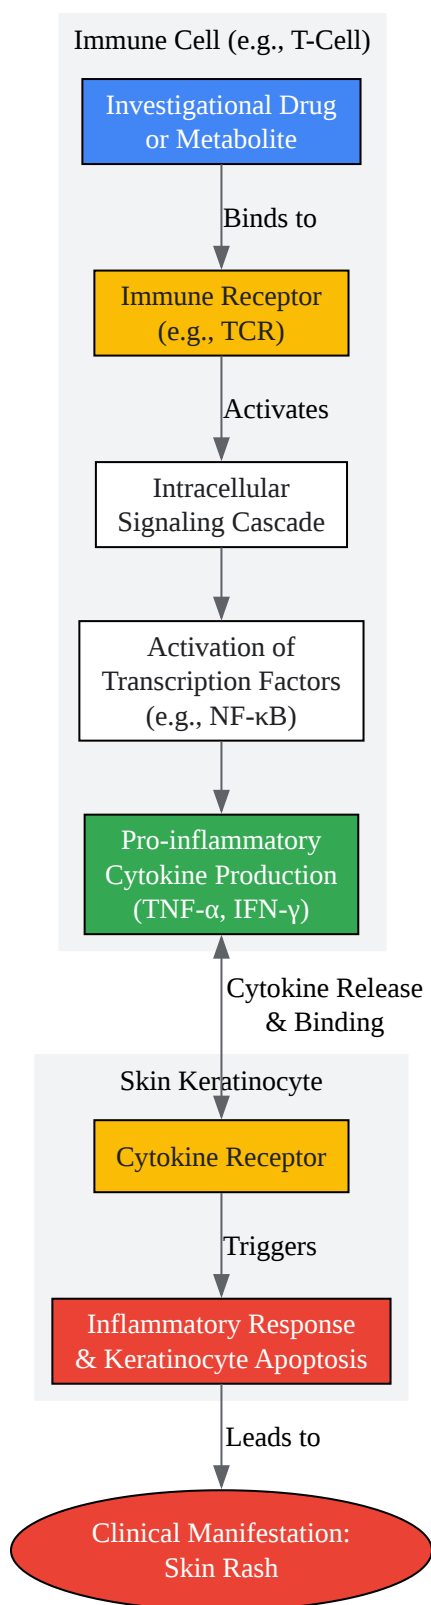 Immune Cell (e.g., T-Cell)
Investigational Drug
or Metabolite
Binds to
Immune Receptor
(e.g., TCR)
Activates
Intracellular
Signaling Cascade
Activation of
Transcription Factors
(e.g., NF-κB)
Pro-inflammatory
Cytokine Production
(TNF-α, IFN-γ)
Cytokine Release
& Binding
Skin Keratinocyte
Cytokine Receptor
Triggers
Inflammatory Response
& Keratinocyte Apoptosis
Leads to
Clinical Manifestation:
Skin Rash